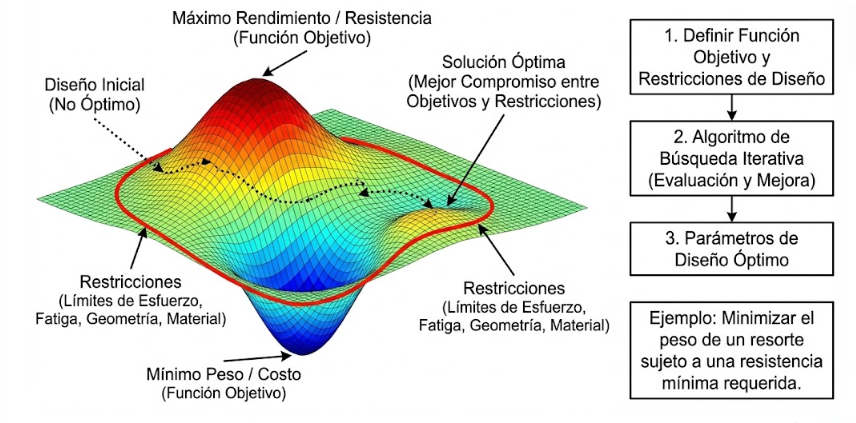 Máximo Rendimiento / Resistencia
(Función Objetivo)
Diseño Inicial
(No Óptimo)
Solución Óptima
(Mejor Compromiso entre
Objetivos y Restricciones)
Restricciones
(Límites de Esfuerzo,
Fatiga, Geometría, Material)
Restricciones
(Límites de Esfuerzo,
Fatiga, Geometría, Material)
Mínimo Peso / Costo
(Función Objetivo)
1. Definir Función
Objetivo y
Restricciones de Diseño
2. Algoritmo de
Búsqueda Iterativa
(Evaluación y Mejora)
3. Parámetros de
Diseño Óptimo
Ejemplo: Minimizar el
peso de un resorte
sujeto a una resistencia
mínima requerida.